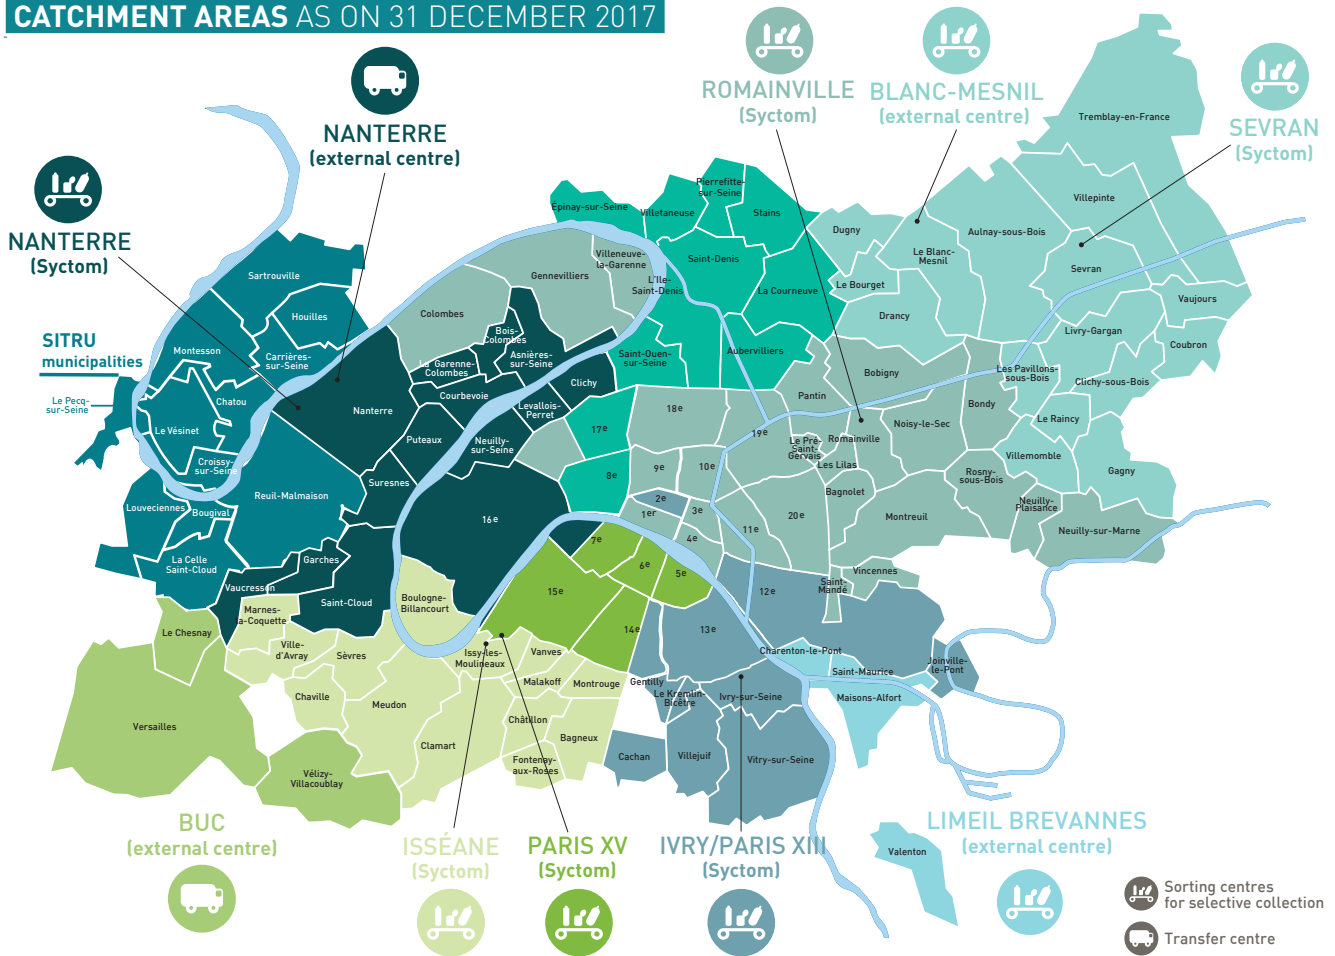 CATCHMENT AREAS AS ON 31 DECEMBER 2017
NANTERRE
(external centre)
NANTERRE
(Syctom)
ROMAINVILLE
(Syctom)
BLANC-MESNIL
(external centre)
SEVRAN
(Syctom)
SITRU
municipalities
Le Pecq-
sur-Seine
Sartrouville
Houilles
Montesson
Carrières-
sur-Seine
Chatou
Le Vésinet
Croissy-
sur-Seine
Louveciennes
Bougival
La Celle
Saint-Cloud
Reuil-Malmaison
Nanterre
Colombes
Gennevilliers
Villeneuve-
la-Garenne
L'Ile-
Saint-Denis
Bois-
Colombes
Asnières-
sur-Seine
La Garenne-
Colombes
Courbevoie
Clichy
Levallois-
Perret
Puteaux
Neuilly-
sur-Seine
Suresnes
Garches
Vaucresson
Saint-Cloud
Épinay-sur-Seine
Villetaneuse
Pierrefitte-
sur-Seine
Stains
Saint-Denis
La Courneuve
Saint-Ouen-
sur-Seine
Aubervilliers
Dugny
Le Bourget
Le Blanc-
Mesnil
Drancy
Aulnay-sous-Bois
Tremblay-en-France
Villepinte
Sevran
Vaujours
Livry-Gargan
Coubron
Clichy-sous-Bois
Les Pavillons-
sous-Bois
Le Raincy
Villemomble
Gagny
Bobigny
Bondy
Pantin
Noisy-le-Sec
Romainville
Le Pré-
Saint-
Gervais
Les Lilas
Bagnolet
Montreuil
Rosny-
sous-Bois
Neuilly-
Plaisance
Neuilly-sur-Marne
Vincennes
Saint-
Mandé
17e
18e
19e
8e
9e
10e
2e
1er
3e
4e
11e
20e
16e
7e
6e
5e
15e
14e
13e
12e
Le Chesnay
Versailles
Vélizy-
Villacoublay
Marnes-
la-Coquette
Ville-
d'Avray
Sèvres
Chaville
Meudon
Boulogne-
Billancourt
Issy-les-
Moulineaux
Vanves
Malakoff
Montrouge
Clamart
Châtillon
Bagneux
Fontenay-
aux-Roses
Gentilly
Le Kremlin-
Bicêtre
Ivry-sur-Seine
Cachan
Villejuif
Vitry-sur-Seine
Charenton-le-Pont
Saint-Maurice
Joinville-
le-Pont
Maisons-Alfort
Valenton
BUC
(external centre)
ISSÉANE
(Syctom)
PARIS XV
(Syctom)
IVRY/PARIS XIII
(Syctom)
LIMEIL BREVANNES
(external centre)
Sorting centres
for selective collection
Transfer centre